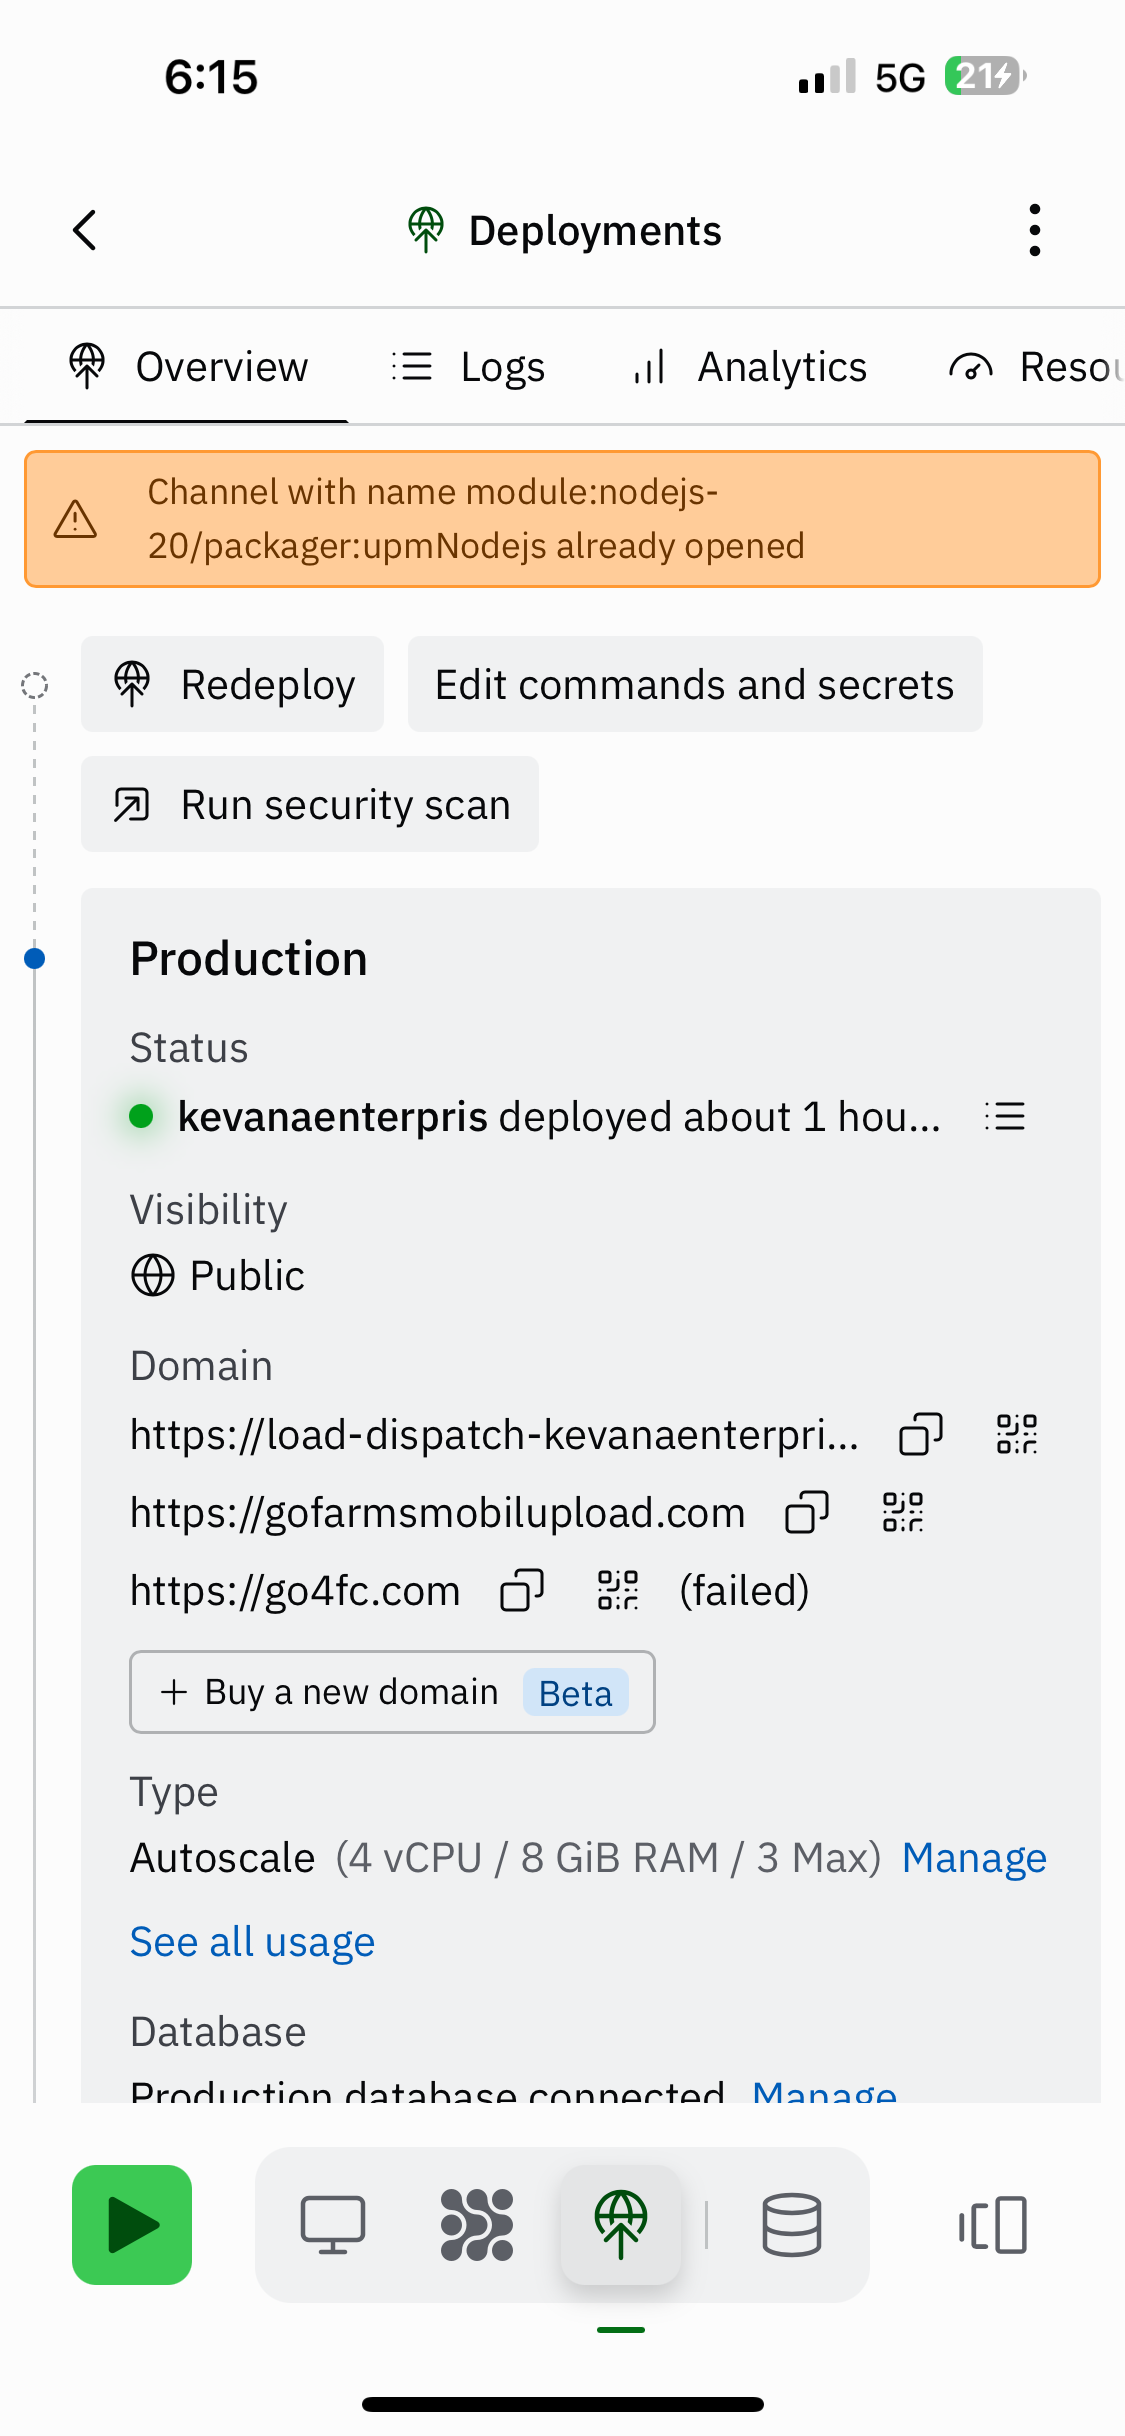 6:15
5G
21
Deployments
Overview
Logs
Analytics
Resou
Channel with name module:nodejs-
20/packager:upmNodejs already opened
Redeploy
Edit commands and secrets
Run security scan
Production
Status
kevanaenterpris deployed about 1 hou...
Visibility
Public
Domain
https://load-dispatch-kevanaenterpri...
https://gofarmsmobilupload.com
https://go4fc.com (failed)
+ Buy a new domain Beta
Type
Autoscale (4 vCPU / 8 GiB RAM / 3 Max) Manage
See all usage
Database
Production database connected Manage